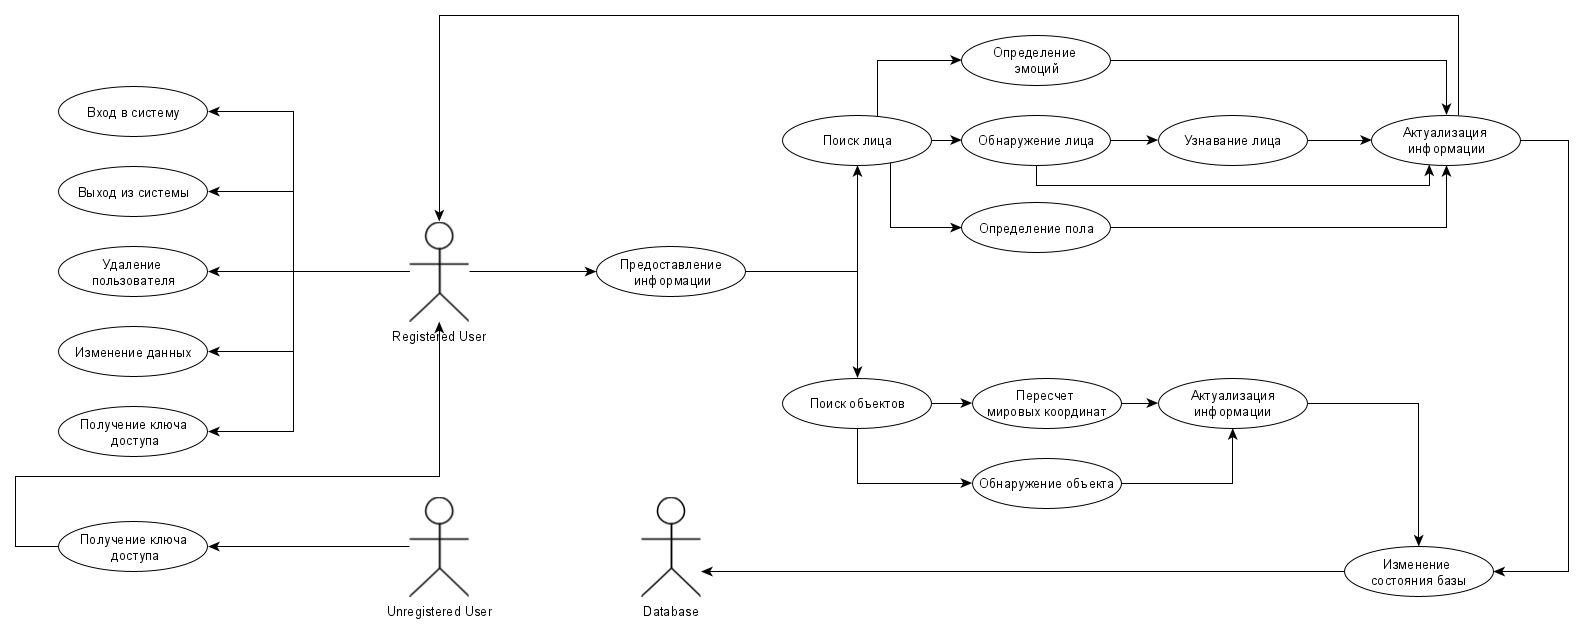 Определение
эмоций
Вход в систему
Поиск лица
Обнаружение лица
Узнавание лица
Актуализация
информации
Выход из системы
Определение пола
Удаление
пользователя
Предоставление
информации
Registered User
Изменение данных
Поиск объектов
Пересчет
мировых координат
Актуализация
информации
Получение ключа
доступа
Обнаружение объекта
Получение ключа
доступа
Изменение
состояния базы
Unregistered User
Database